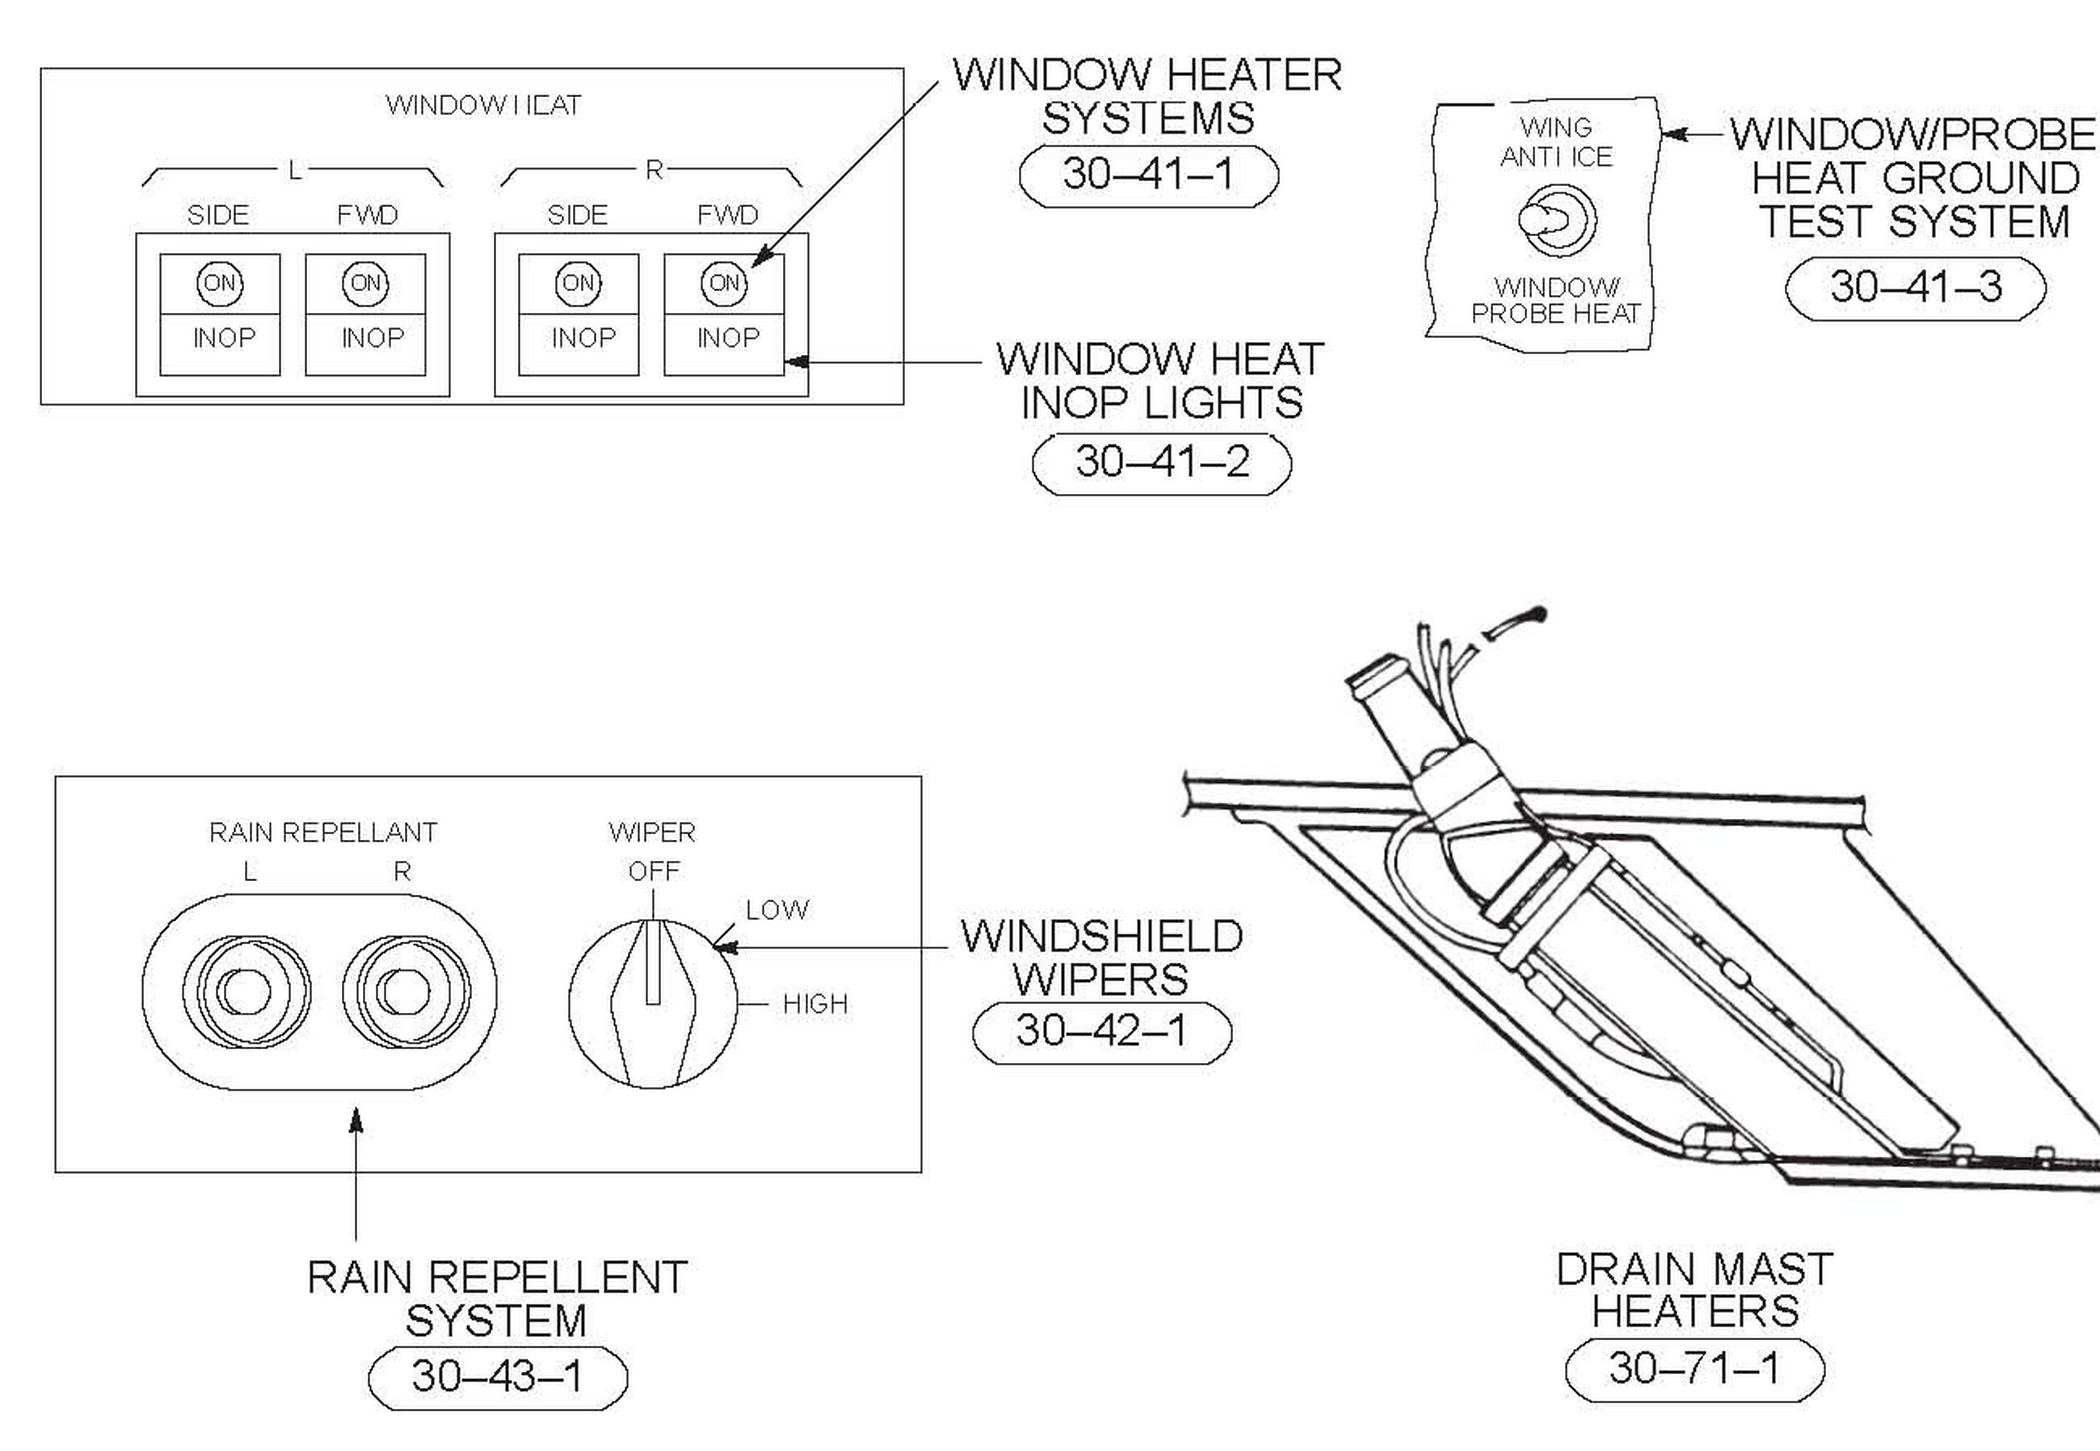 WINDOW HEAT
L
R
SIDE
FWD
SIDE
FWD
ON
ON
ON
ON
INOP
INOP
INOP
INOP
WINDOW HEATER
SYSTEMS
30–41–1
WINDOW HEAT
INOP LIGHTS
30–41–2
WING
ANTI ICE
WINDOW/
PROBE HEAT
WINDOW/PROBE
HEAT GROUND
TEST SYSTEM
30–41–3
RAIN REPELLANT
L
R
WIPER
OFF
LOW
HIGH
WINDSHIELD
WIPERS
30–42–1
RAIN REPELLENT
SYSTEM
30–43–1
DRAIN MAST
HEATERS
30–71–1